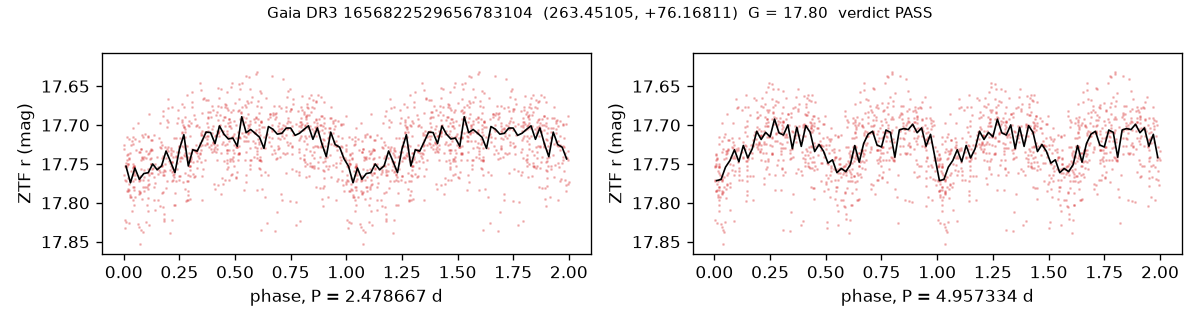 Gaia DR3 1656822529656783104 (263.45105, +76.16811) G = 17.80 verdict PASS
ZTF r (mag)
17.65
17.70
17.75
17.80
17.85
0.00 0.25 0.50 0.75 1.00 1.25 1.50 1.75 2.00
phase, P = 2.478667 d
ZTF r (mag)
17.65
17.70
17.75
17.80
17.85
0.00 0.25 0.50 0.75 1.00 1.25 1.50 1.75 2.00
phase, P = 4.957334 d